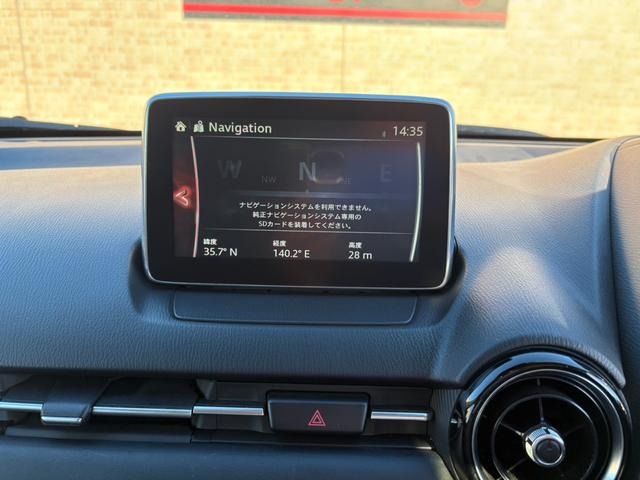 Navigation
14:35
W
NW
N
NE
E
ナビゲーションシステムを利用できません。
純正ナビゲーションシステム専用の
SDカードを装着してください。
緯度
35.7° N
経度
140.2° E
高度
28 m